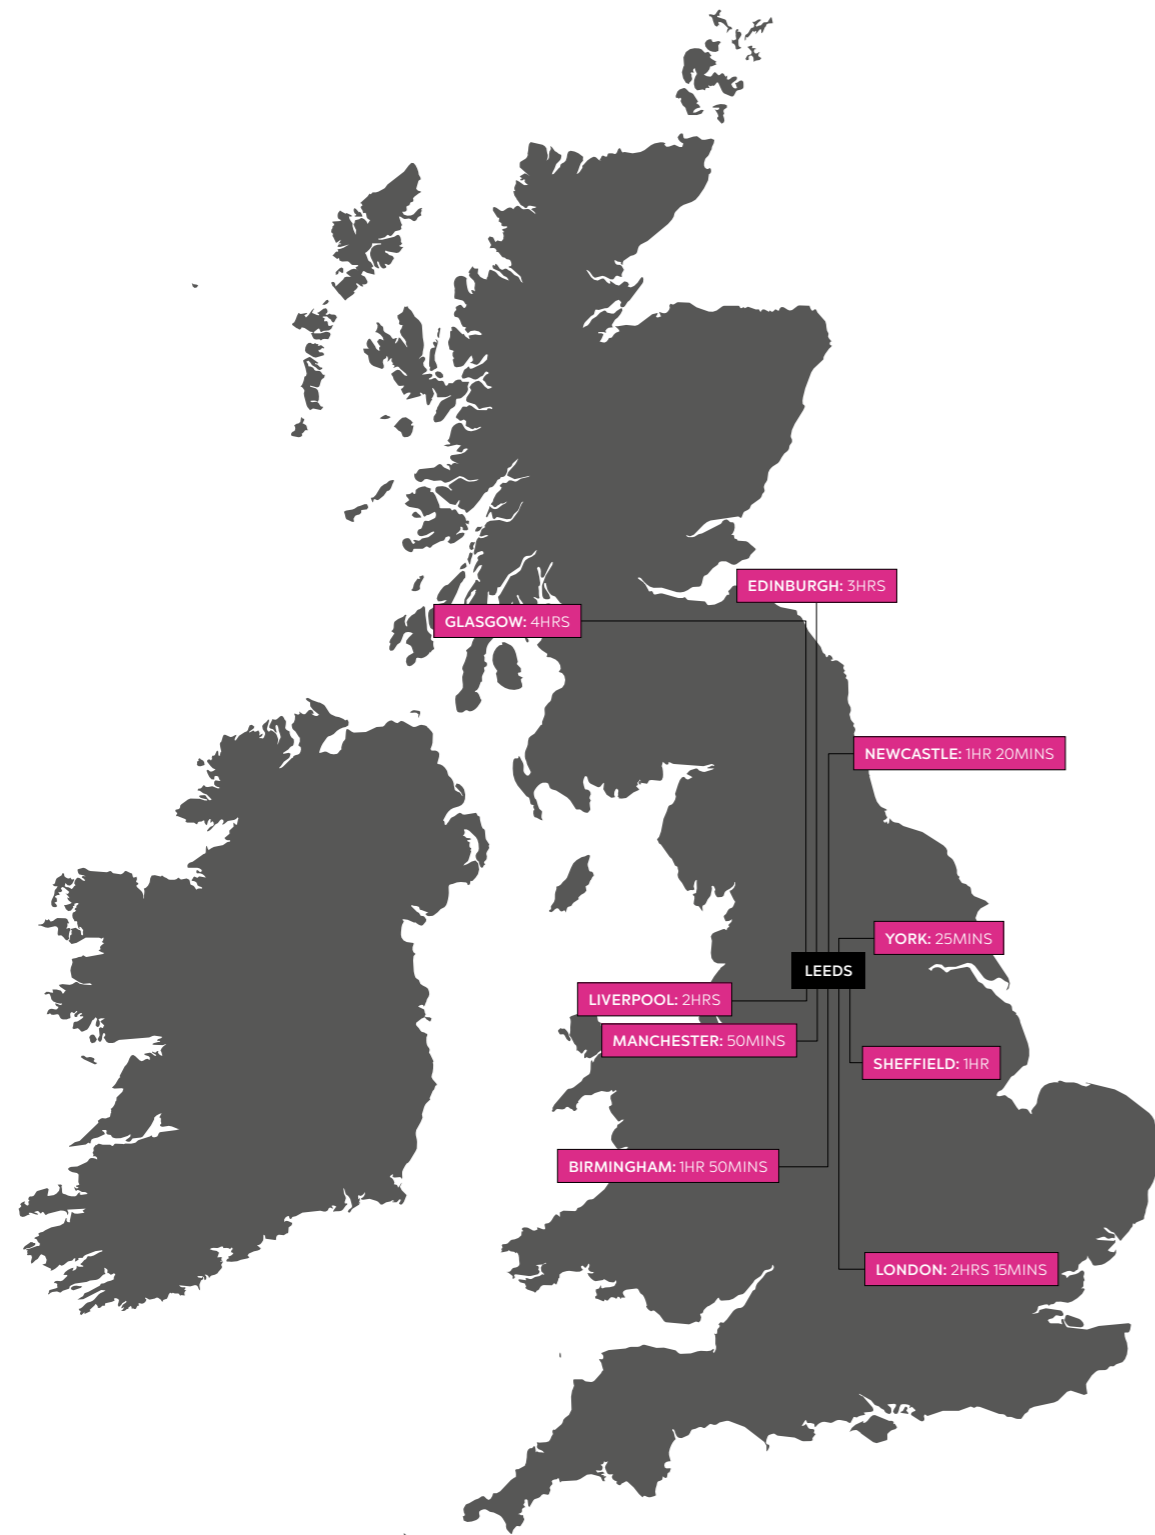 EDINBURGH: 3HRS
GLASGOW: 4HRS
NEWCASTLE: 1HR 20MINS
YORK: 25MINS
LEEDS
LIVERPOOL: 2HRS
MANCHESTER: 50MINS
SHEFFIELD: 1HR
BIRMINGHAM: 1HR 50MINS
LONDON: 2HRS 15MINS